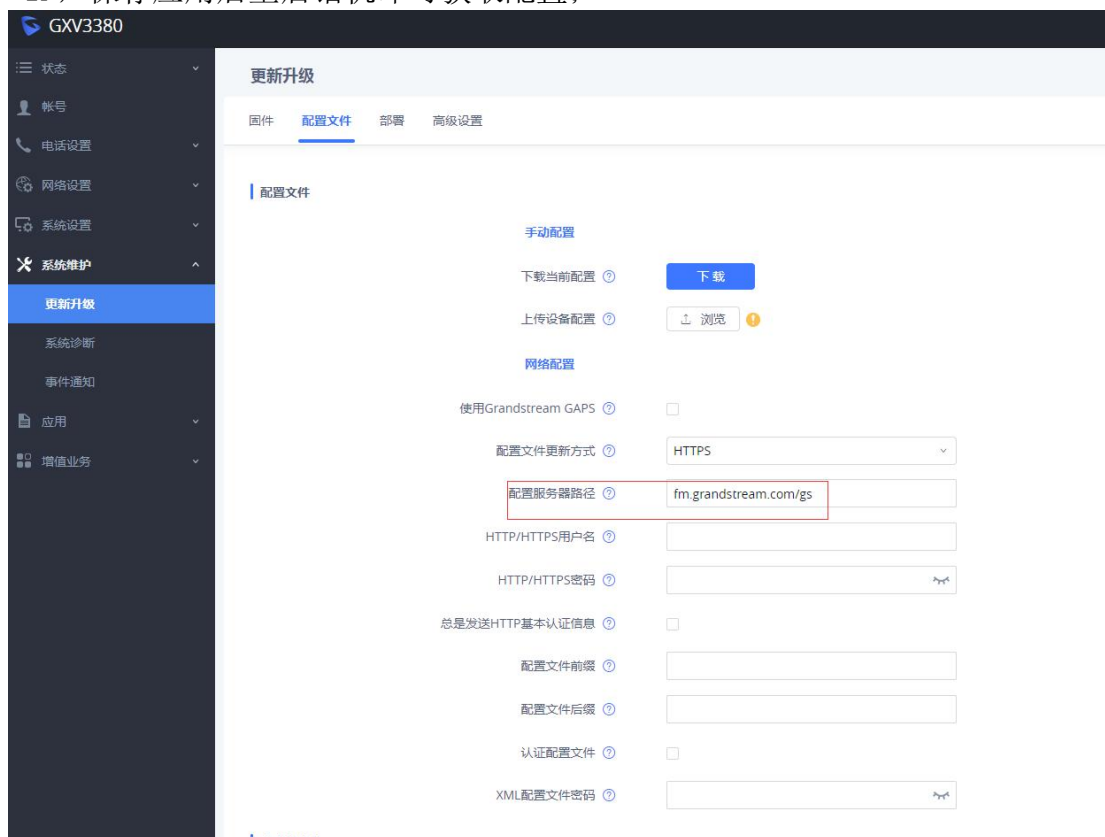 GXV3380
状态
帐号
电话设置
网络设置
系统设置
系统维护
更新升级
系统诊断
事件通知
应用
增值业务
更新升级
固件 配置文件 部署 高级设置
配置文件
手动配置
下载当前配置 下载
上传设备配置 浏览
网络配置
使用Grandstream GAPS
配置文件更新方式 HTTPS
配置服务器路径 fm.grandstream.com/gs
HTTP/HTTPS用户名
HTTP/HTTPS密码
总是发送HTTP基本认证信息
配置文件前缀
配置文件后缀
认证配置文件
XML配置文件密码